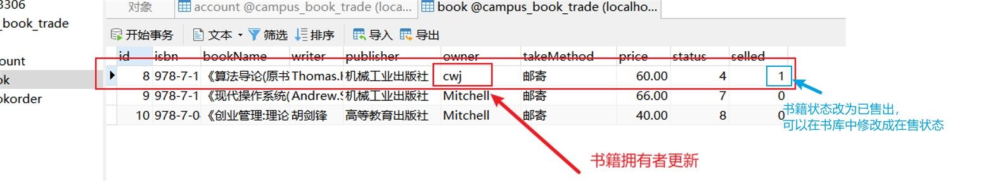 3306
_book_trade
ount
ok
okorder
对象
account @campus_book_trade (loca...
book @campus_book_trade (localho...
开始事务
文本
筛选
排序
导入
导出
id isbn bookName writer publisher owner takeMethod price status selled
8 978-7-1 《算法导论(原书 Thomas.H 机械工业出版社 cwj 邮寄 60.00 4 1
9 978-7-1 《现代操作系统( Andrew.S 机械工业出版社 Mitchell 邮寄 66.00 7 0
10 978-7-0 《创业管理:理论 胡剑锋 高等教育出版社 Mitchell 邮寄 40.00 8 0
书籍状态改为已售出，
可以在书库中修改成在售状态
书籍拥有者更新